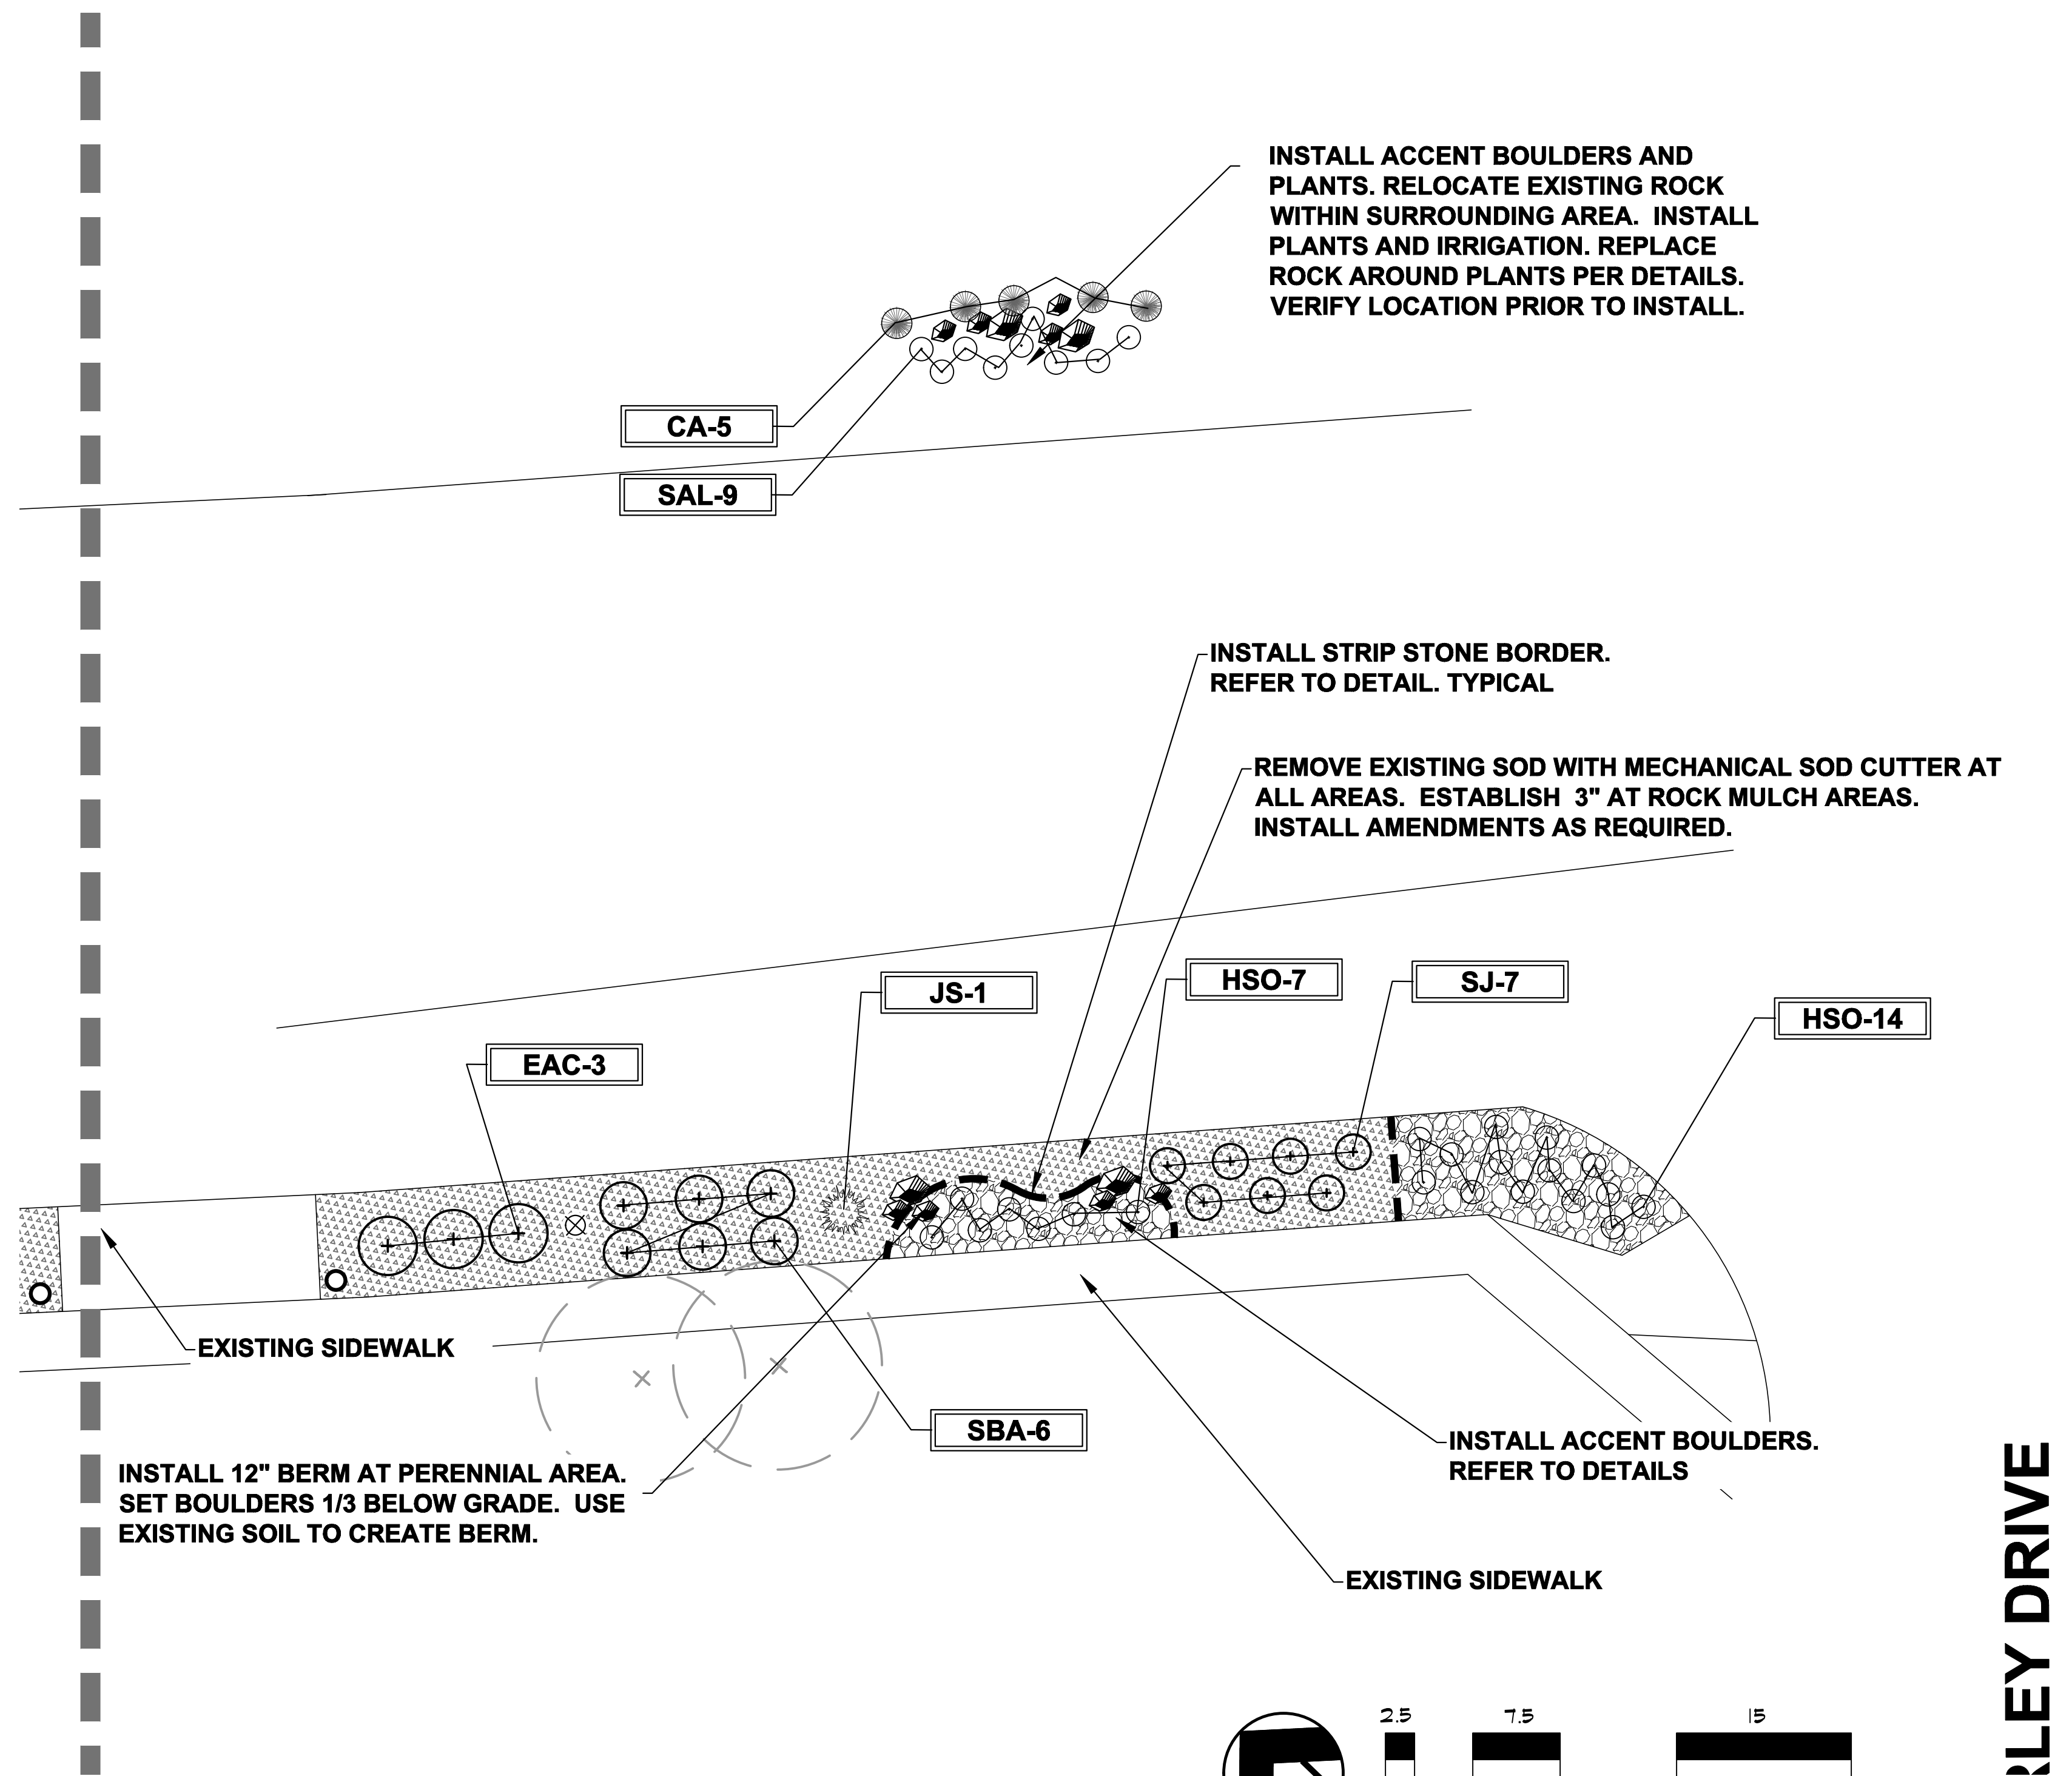 INSTALL ACCENT BOULDERS AND
PLANTS. RELOCATE EXISTING ROCK
WITHIN SURROUNDING AREA.  INSTALL
PLANTS AND IRRIGATION. REPLACE
ROCK AROUND PLANTS PER DETAILS.
VERIFY LOCATION PRIOR TO INSTALL.
CA-5
SAL-9
INSTALL STRIP STONE BORDER.
REFER TO DETAIL. TYPICAL
REMOVE EXISTING SOD WITH MECHANICAL SOD CUTTER AT
ALL AREAS.  ESTABLISH  3" AT ROCK MULCH AREAS.
INSTALL AMENDMENTS AS REQUIRED.
JS-1
HSO-7
SJ-7
HSO-14
EAC-3
EXISTING SIDEWALK
SBA-6
INSTALL ACCENT BOULDERS.
REFER TO DETAILS
INSTALL 12" BERM AT PERENNIAL AREA.
SET BOULDERS 1/3 BELOW GRADE.  USE
EXISTING SOIL TO CREATE BERM.
EXISTING SIDEWALK
RLEY DRIVE
2.5
7.5
15